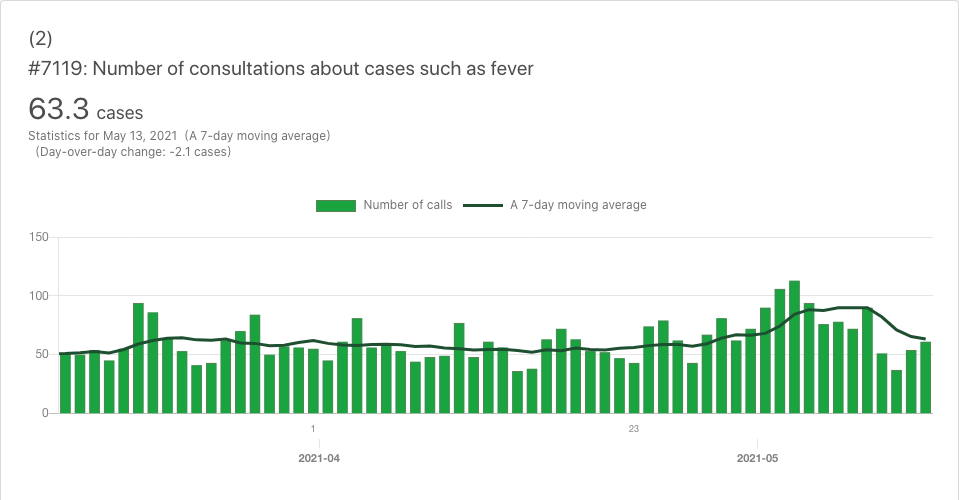 (2)
#7119: Number of consultations about cases such as fever
63.3 cases
Statistics for May 13, 2021 (A 7-day moving average)
(Day-over-day change: -2.1 cases)
Number of calls A 7-day moving average
150
100
50
0
1 23
2021-04 2021-05